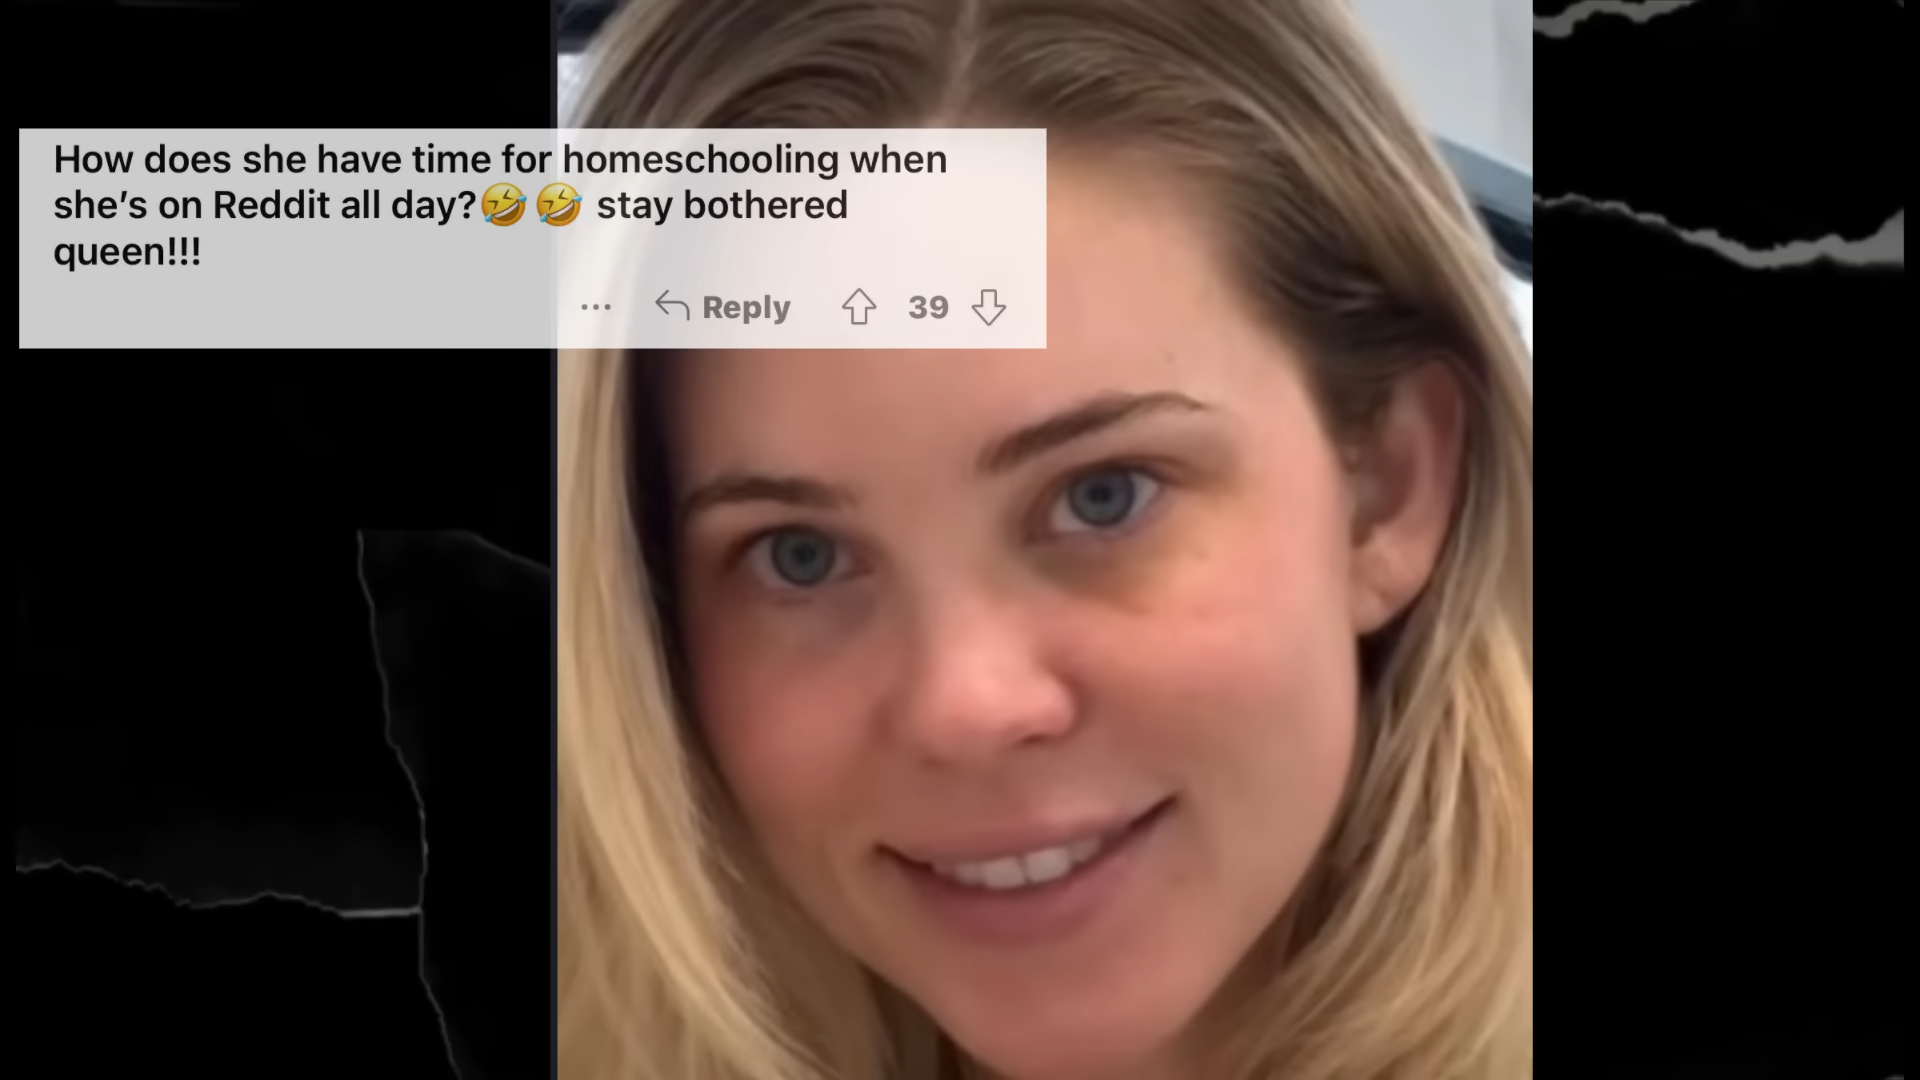 How does she have time for homeschooling when
she's on Reddit all day?🤣🤣 stay bothered
queen!!!
... Reply 39